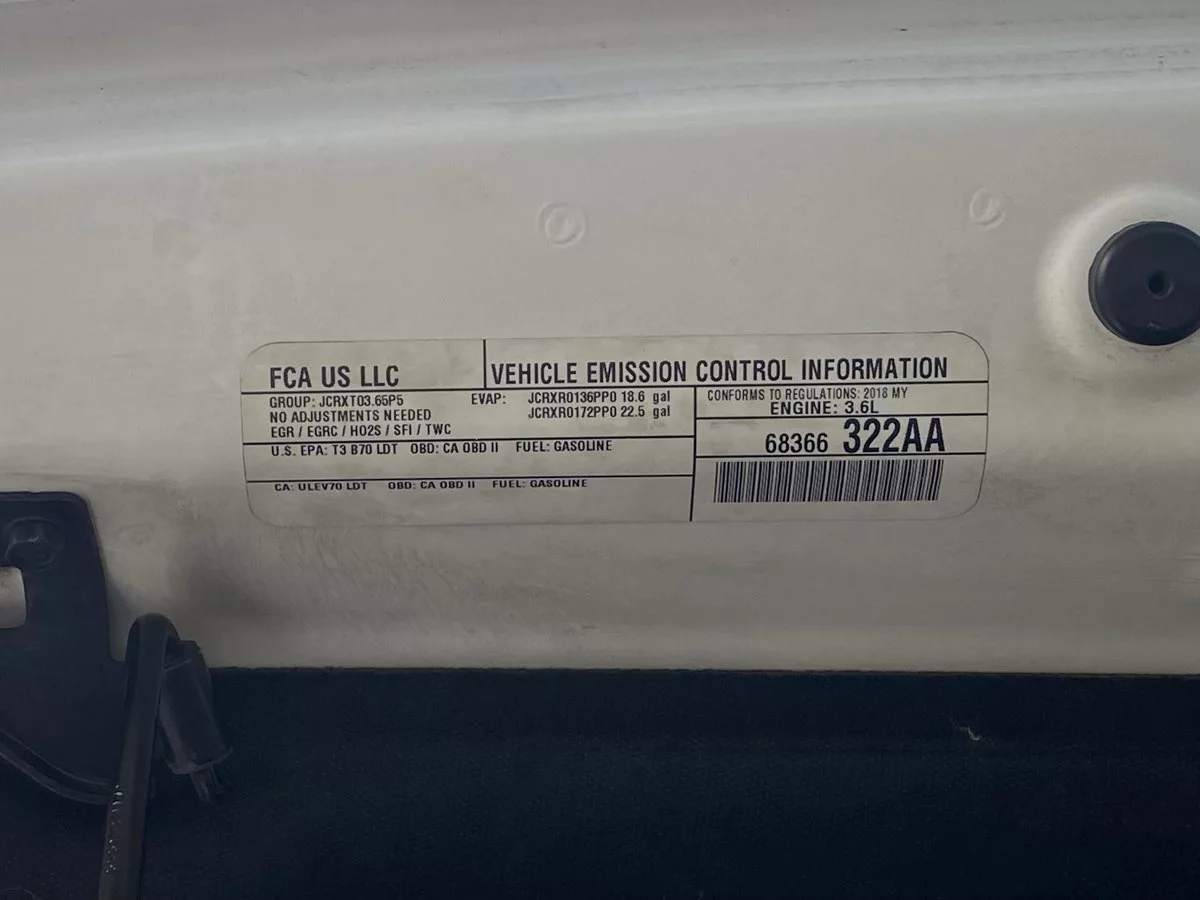 FCA US LLC
VEHICLE EMISSION CONTROL INFORMATION
GROUP: JCRXT03.65P5
EVAP: JCRXR0136PP0 18.6 gal
JCRXR0172PP0 22.5 gal
NO ADJUSTMENTS NEEDED
EGR / EGRC / HO2S / SFI / TWC
CONFORMS TO REGULATIONS: 2018 MY
ENGINE: 3.6L
U.S. EPA: T3 B70 LDT OBD: CA OBD II FUEL: GASOLINE
68366 322AA
CA: ULEV70 LDT OBD: CA OBD II FUEL: GASOLINE